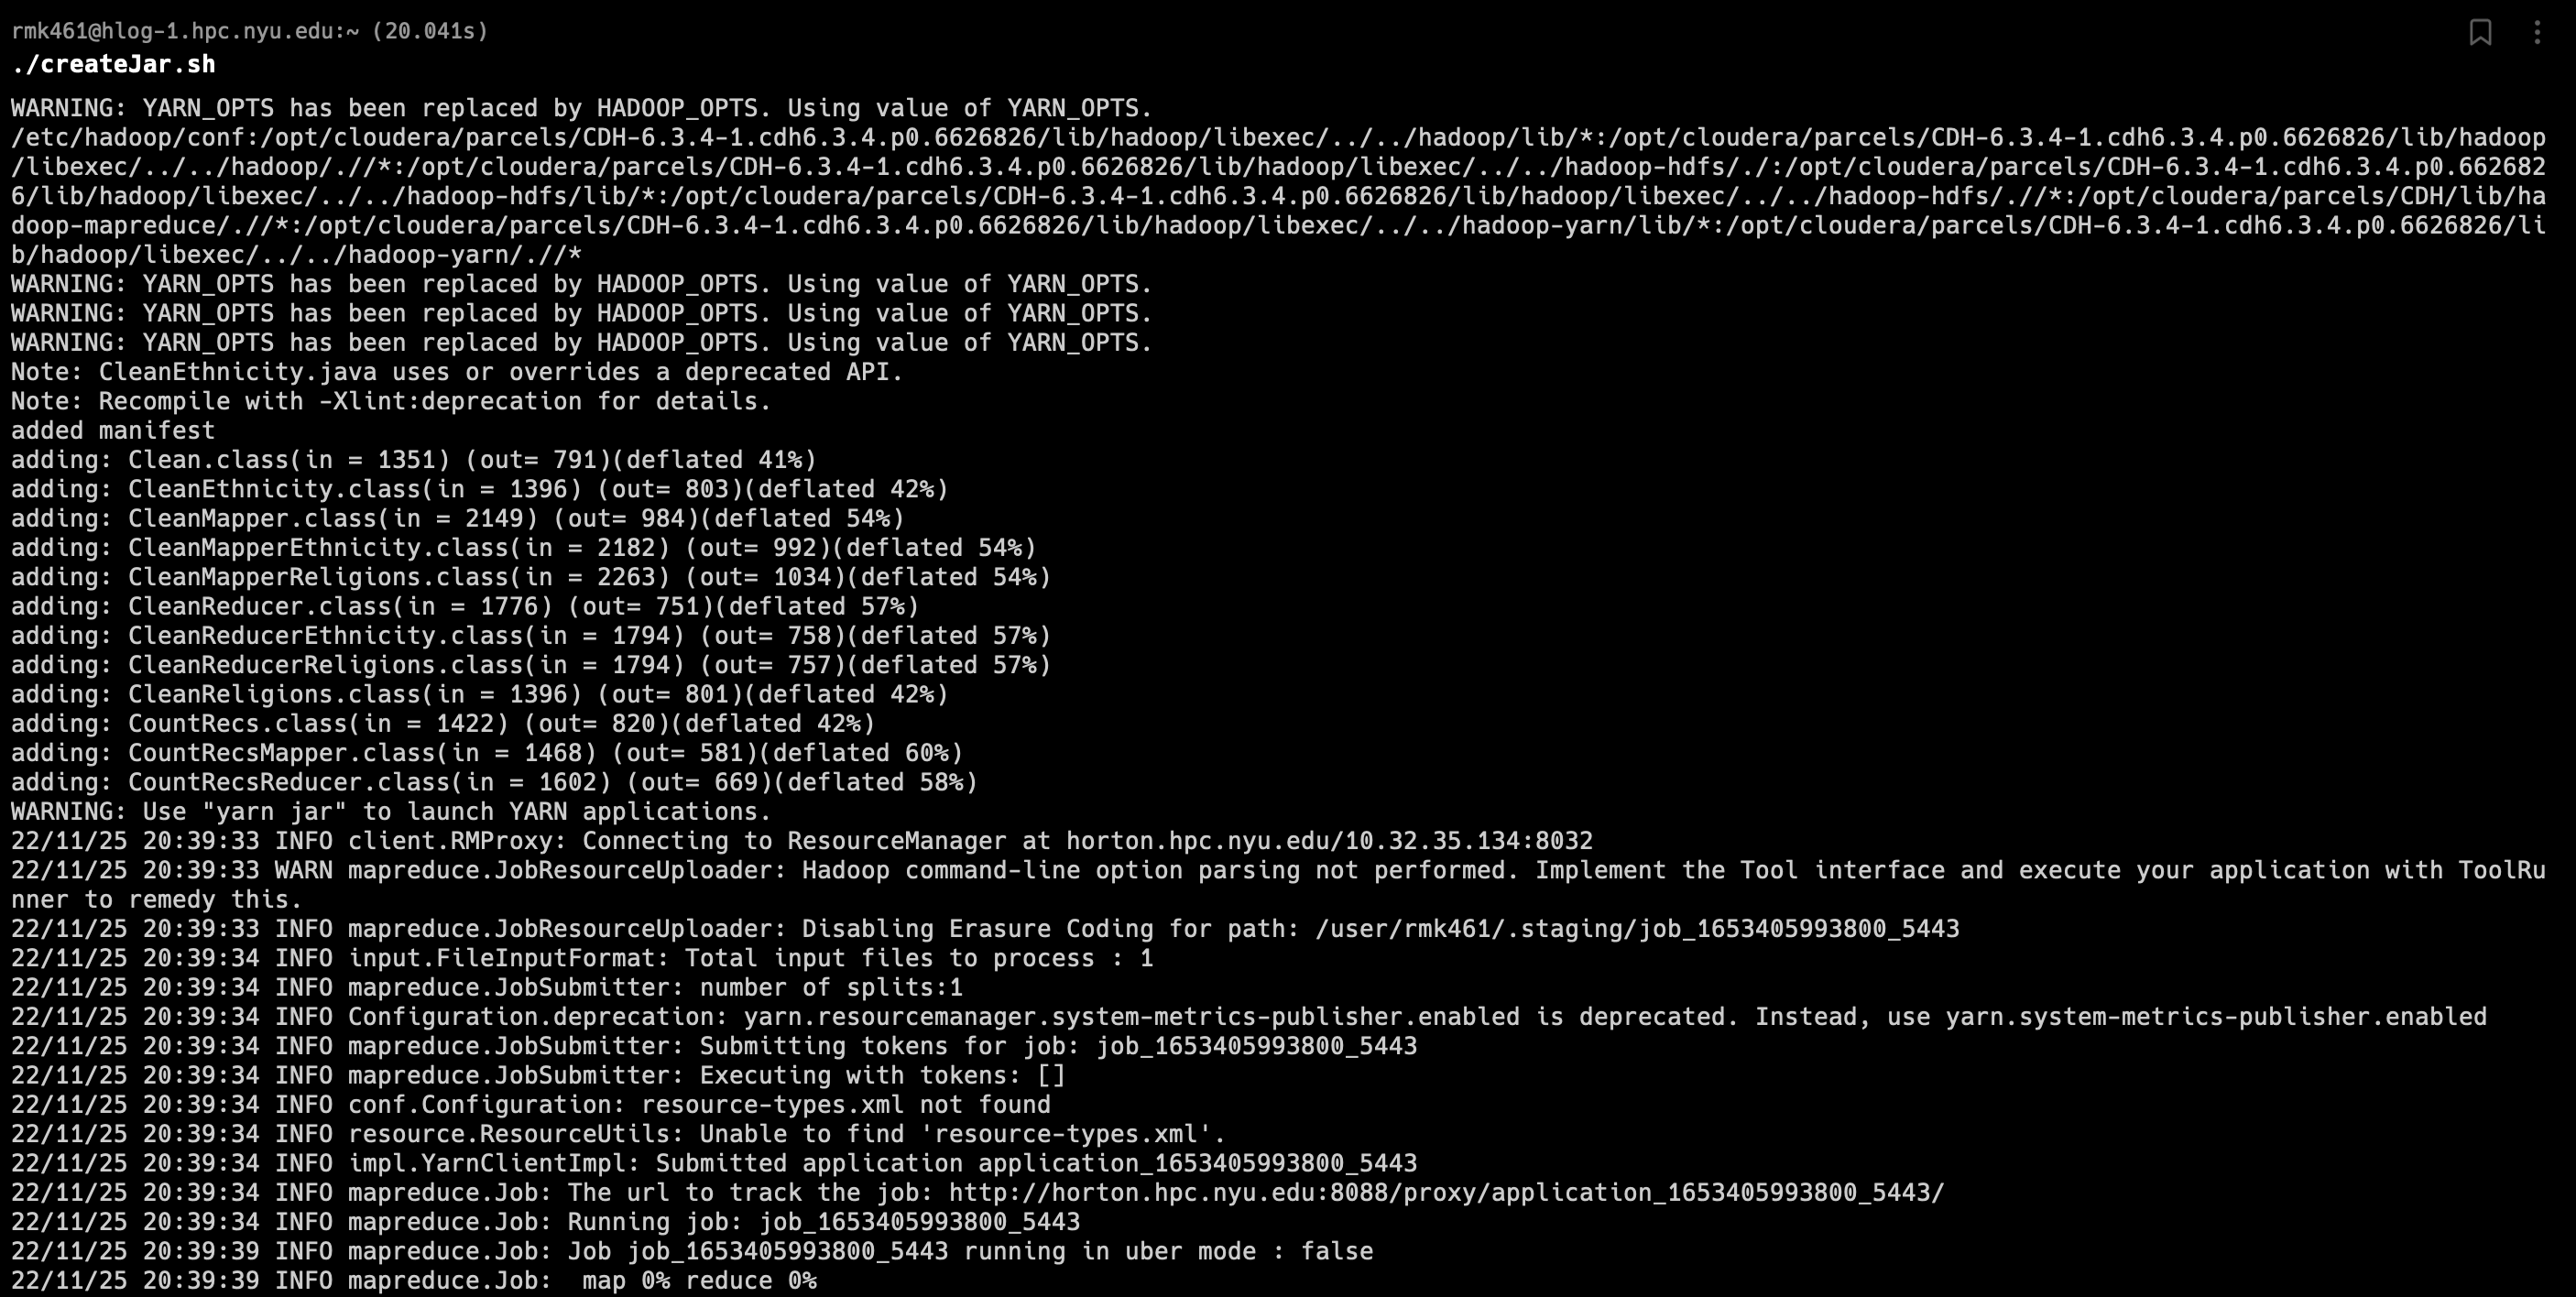 rmk461@hlog-1.hpc.nyu.edu:~ (20.041s)
./createJar.sh
WARNING: YARN_OPTS has been replaced by HADOOP_OPTS. Using value of YARN_OPTS.
/etc/hadoop/conf:/opt/cloudera/parcels/CDH-6.3.4-1.cdh6.3.4.p0.6626826/lib/hadoop/libexec/../../hadoop/lib/*:/opt/cloudera/parcels/CDH-6.3.4-1.cdh6.3.4.p0.6626826/lib/hadoop
/libexec/../../hadoop/.//*:/opt/cloudera/parcels/CDH-6.3.4-1.cdh6.3.4.p0.6626826/lib/hadoop/libexec/../../hadoop-hdfs/./:/opt/cloudera/parcels/CDH-6.3.4-1.cdh6.3.4.p0.662682
6/lib/hadoop/libexec/../../hadoop-hdfs/lib/*:/opt/cloudera/parcels/CDH-6.3.4-1.cdh6.3.4.p0.6626826/lib/hadoop/libexec/../../hadoop-hdfs/.//*:/opt/cloudera/parcels/CDH/lib/ha
doop-mapreduce/.//*:/opt/cloudera/parcels/CDH-6.3.4-1.cdh6.3.4.p0.6626826/lib/hadoop/libexec/../../hadoop-yarn/lib/*:/opt/cloudera/parcels/CDH-6.3.4-1.cdh6.3.4.p0.6626826/li
b/hadoop/libexec/../../hadoop-yarn/.//*
WARNING: YARN_OPTS has been replaced by HADOOP_OPTS. Using value of YARN_OPTS.
WARNING: YARN_OPTS has been replaced by HADOOP_OPTS. Using value of YARN_OPTS.
WARNING: YARN_OPTS has been replaced by HADOOP_OPTS. Using value of YARN_OPTS.
Note: CleanEthnicity.java uses or overrides a deprecated API.
Note: Recompile with -Xlint:deprecation for details.
added manifest
adding: Clean.class(in = 1351) (out= 791)(deflated 41%)
adding: CleanEthnicity.class(in = 1396) (out= 803)(deflated 42%)
adding: CleanMapper.class(in = 2149) (out= 984)(deflated 54%)
adding: CleanMapperEthnicity.class(in = 2182) (out= 992)(deflated 54%)
adding: CleanMapperReligions.class(in = 2263) (out= 1034)(deflated 54%)
adding: CleanReducer.class(in = 1776) (out= 751)(deflated 57%)
adding: CleanReducerEthnicity.class(in = 1794) (out= 758)(deflated 57%)
adding: CleanReducerReligions.class(in = 1794) (out= 757)(deflated 57%)
adding: CleanReligions.class(in = 1396) (out= 801)(deflated 42%)
adding: CountRecs.class(in = 1422) (out= 820)(deflated 42%)
adding: CountRecsMapper.class(in = 1468) (out= 581)(deflated 60%)
adding: CountRecsReducer.class(in = 1602) (out= 669)(deflated 58%)
WARNING: Use "yarn jar" to launch YARN applications.
22/11/25 20:39:33 INFO client.RMProxy: Connecting to ResourceManager at horton.hpc.nyu.edu/10.32.35.134:8032
22/11/25 20:39:33 WARN mapreduce.JobResourceUploader: Hadoop command-line option parsing not performed. Implement the Tool interface and execute your application with ToolRu
nner to remedy this.
22/11/25 20:39:33 INFO mapreduce.JobResourceUploader: Disabling Erasure Coding for path: /user/rmk461/.staging/job_1653405993800_5443
22/11/25 20:39:34 INFO input.FileInputFormat: Total input files to process : 1
22/11/25 20:39:34 INFO mapreduce.JobSubmitter: number of splits:1
22/11/25 20:39:34 INFO Configuration.deprecation: yarn.resourcemanager.system-metrics-publisher.enabled is deprecated. Instead, use yarn.system-metrics-publisher.enabled
22/11/25 20:39:34 INFO mapreduce.JobSubmitter: Submitting tokens for job: job_1653405993800_5443
22/11/25 20:39:34 INFO mapreduce.JobSubmitter: Executing with tokens: []
22/11/25 20:39:34 INFO conf.Configuration: resource-types.xml not found
22/11/25 20:39:34 INFO resource.ResourceUtils: Unable to find 'resource-types.xml'.
22/11/25 20:39:34 INFO impl.YarnClientImpl: Submitted application application_1653405993800_5443
22/11/25 20:39:34 INFO mapreduce.Job: The url to track the job: http://horton.hpc.nyu.edu:8088/proxy/application_1653405993800_5443/
22/11/25 20:39:34 INFO mapreduce.Job: Running job: job_1653405993800_5443
22/11/25 20:39:39 INFO mapreduce.Job: Job job_1653405993800_5443 running in uber mode : false
22/11/25 20:39:39 INFO mapreduce.Job:  map 0% reduce 0%